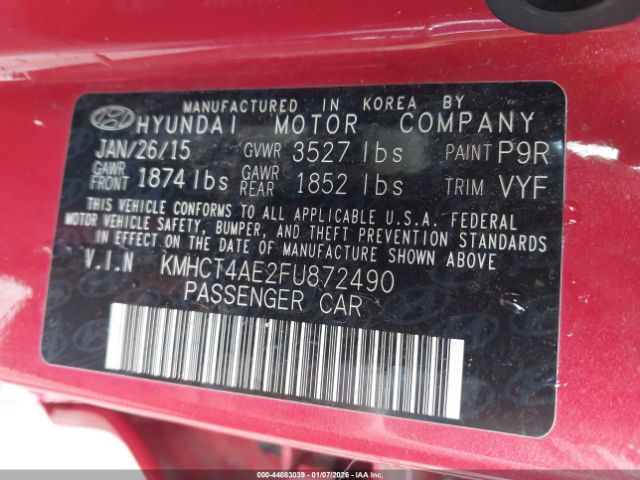 MANUFACTURED IN KOREA BY
HYUNDAI MOTOR COMPANY
JAN/26/15 GVWR 3527 lbs PAINT P9R
GAWR FRONT 1874 lbs GAWR REAR 1852 lbs TRIM VYF
THIS VEHICLE CONFORMS TO ALL APPLICABLE U.S.A. FEDERAL
MOTOR VEHICLE SAFETY, BUMPER, AND THEFT PREVENTION
STANDARDS IN EFFECT ON THE DATE OF MANUFACTURE SHOWN ABOVE
V.I.N KMHCT4AE2FU872490
PASSENGER CAR
000-44083039 - 01/07/2026 - IAA Inc.